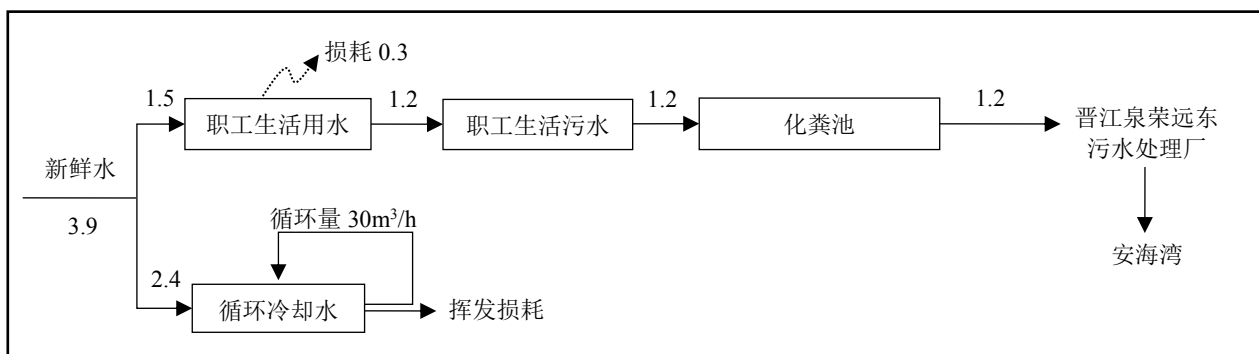 损耗 0.3
1.5
职工生活用水
1.2
职工生活污水
1.2
化粪池
1.2
晋江泉荣远东
污水处理厂
安海湾
新鲜水
3.9
循环量 30m³/h
2.4
循环冷却水
挥发损耗